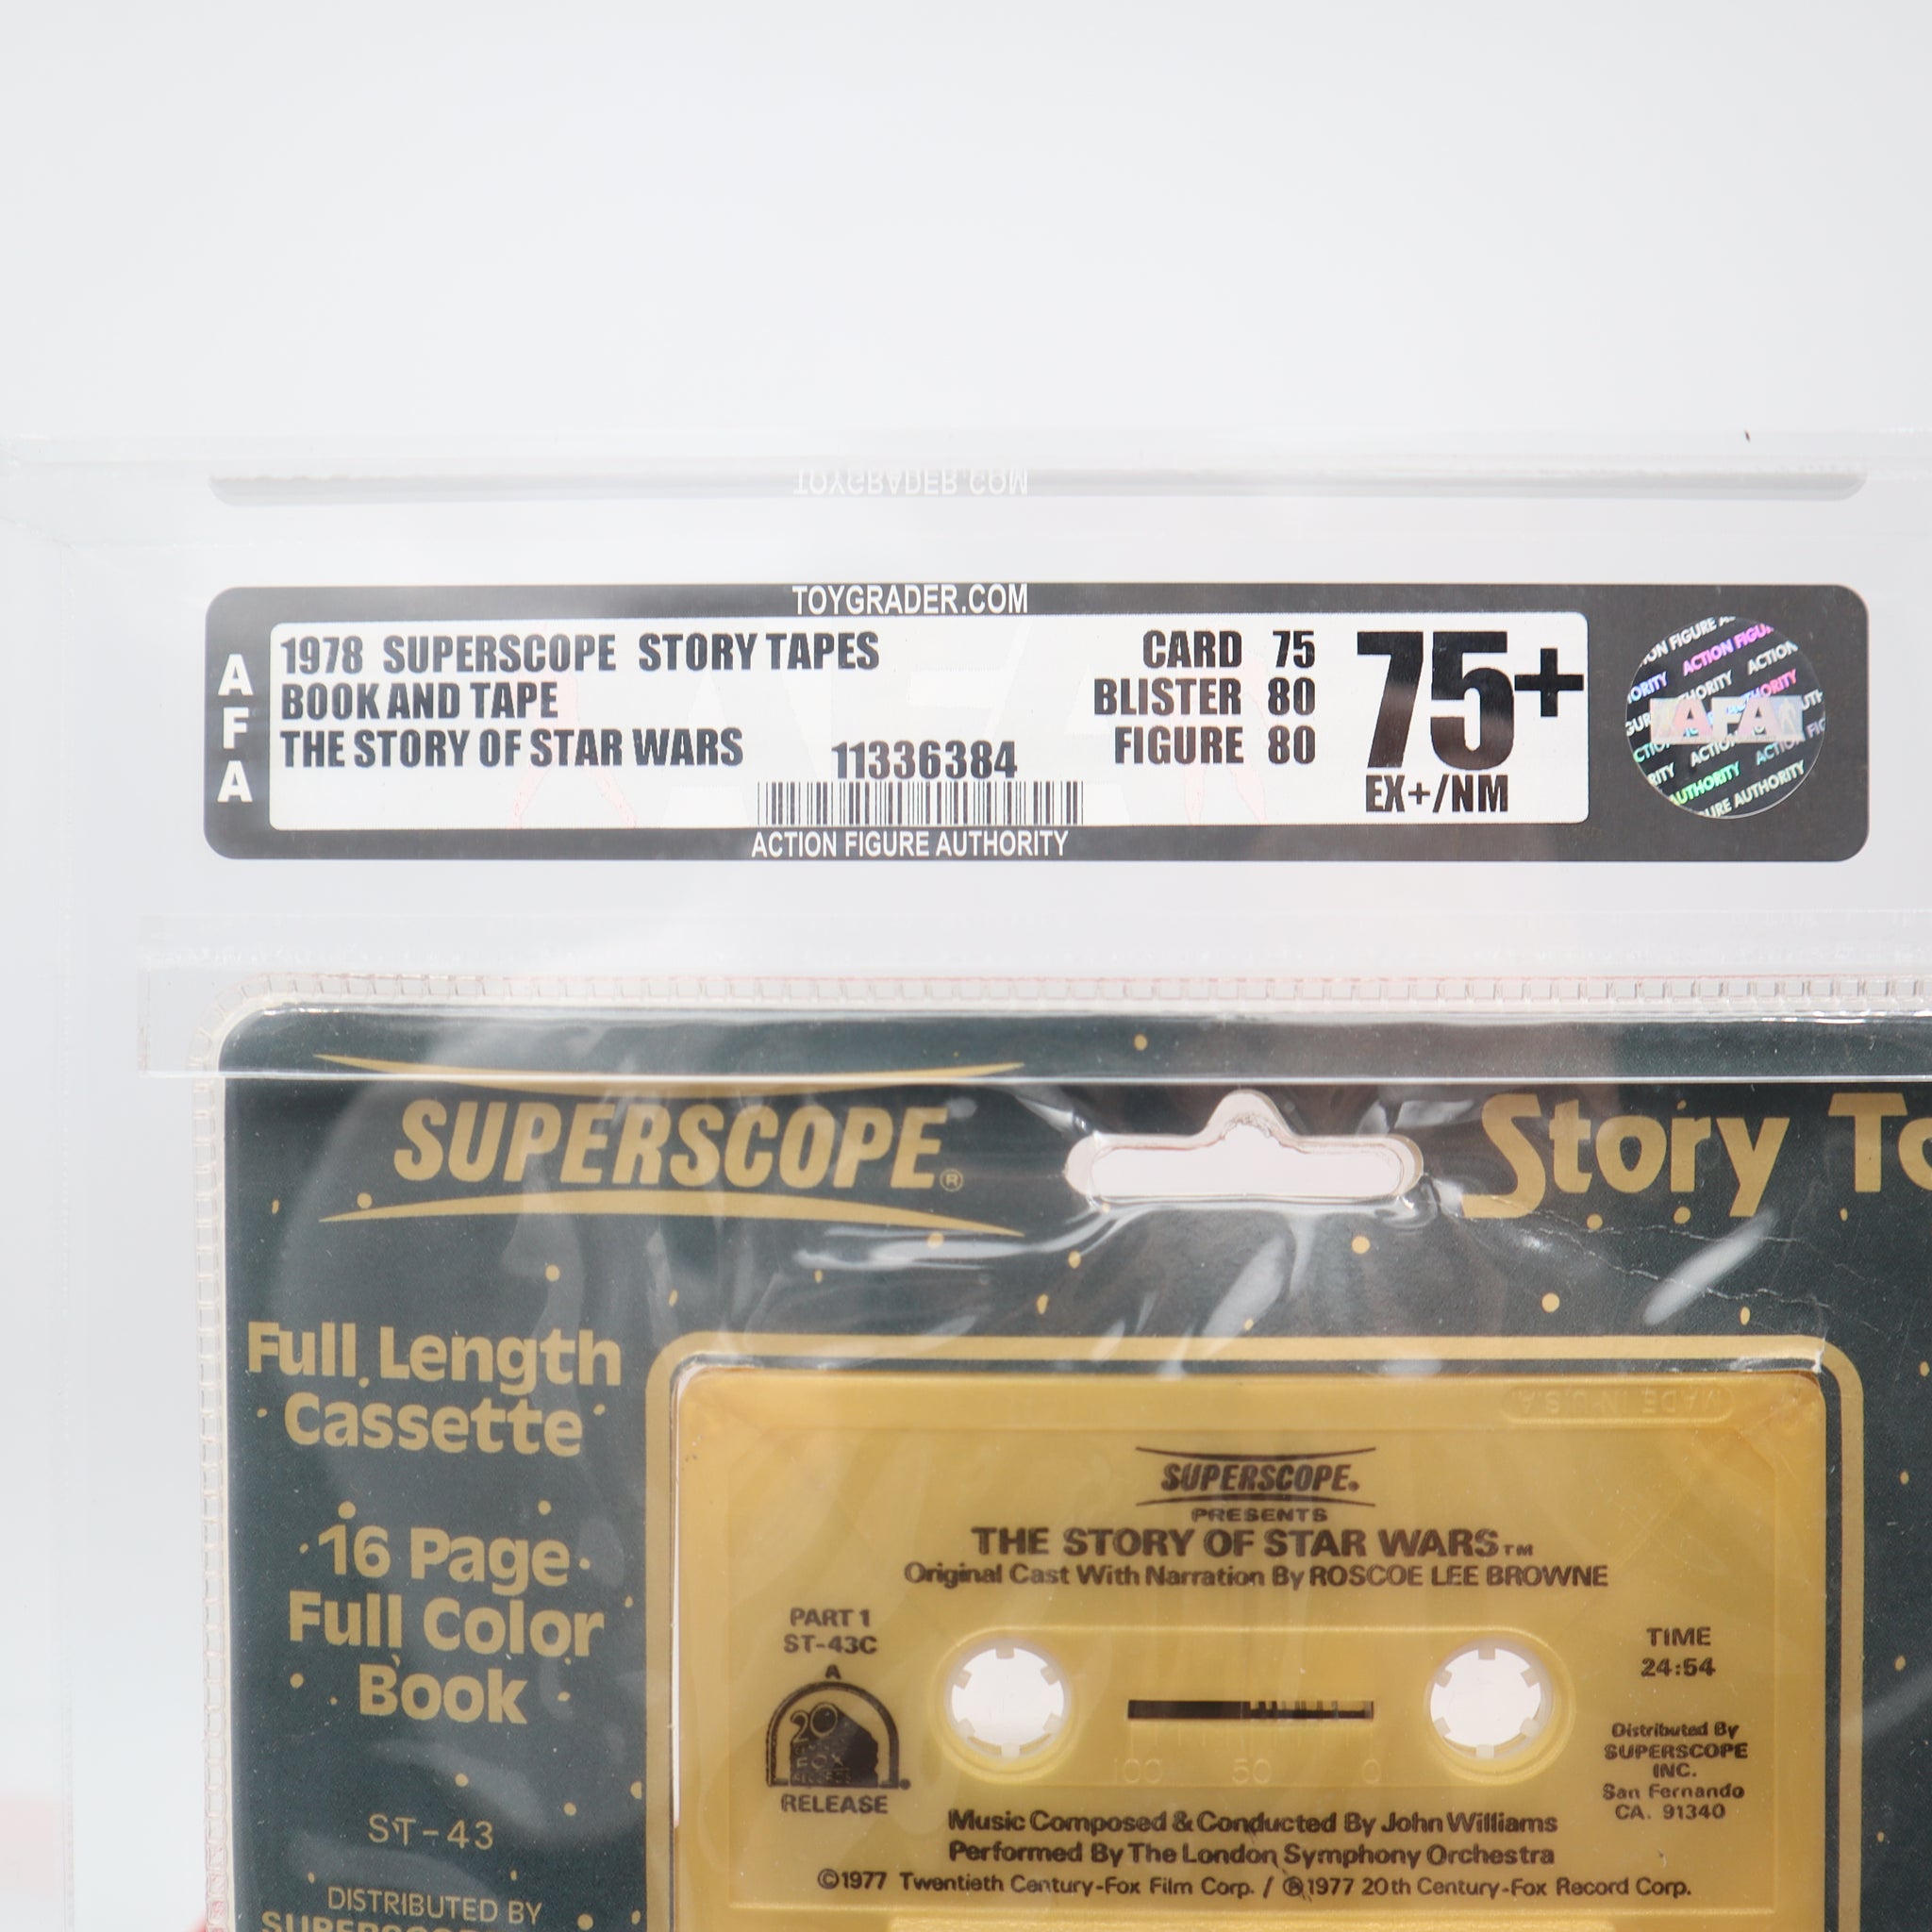 TOYGRADER.COM
AFA
1978 SUPERSCOPE STORY TAPES
BOOK AND TAPE
THE STORY OF STAR WARS
11336384
CARD 75
BLISTER 80
FIGURE 80
75+
EX+/NM
AFA
ACTION FIGURE AUTHORITY
SUPERSCOPE®
Story
Full Length
Cassette
16 Page
Full Color
Book
ST-43
DISTRIBUTED BY
MADE IN U.S.A.
SUPERSCOPE®
PRESENTS
THE STORY OF STAR WARS™
Original Cast With Narration By ROSCOE LEE BROWNE
PART 1
ST-43C
A
20
RELEASE
TIME
24:54
100 50 0
Distributed By
SUPERSCOPE
INC.
San Fernando
CA. 91340
Music Composed & Conducted By John Williams
Performed By The London Symphony Orchestra
©1977 Twentieth Century-Fox Film Corp. / ℗1977 20th Century-Fox Record Corp.